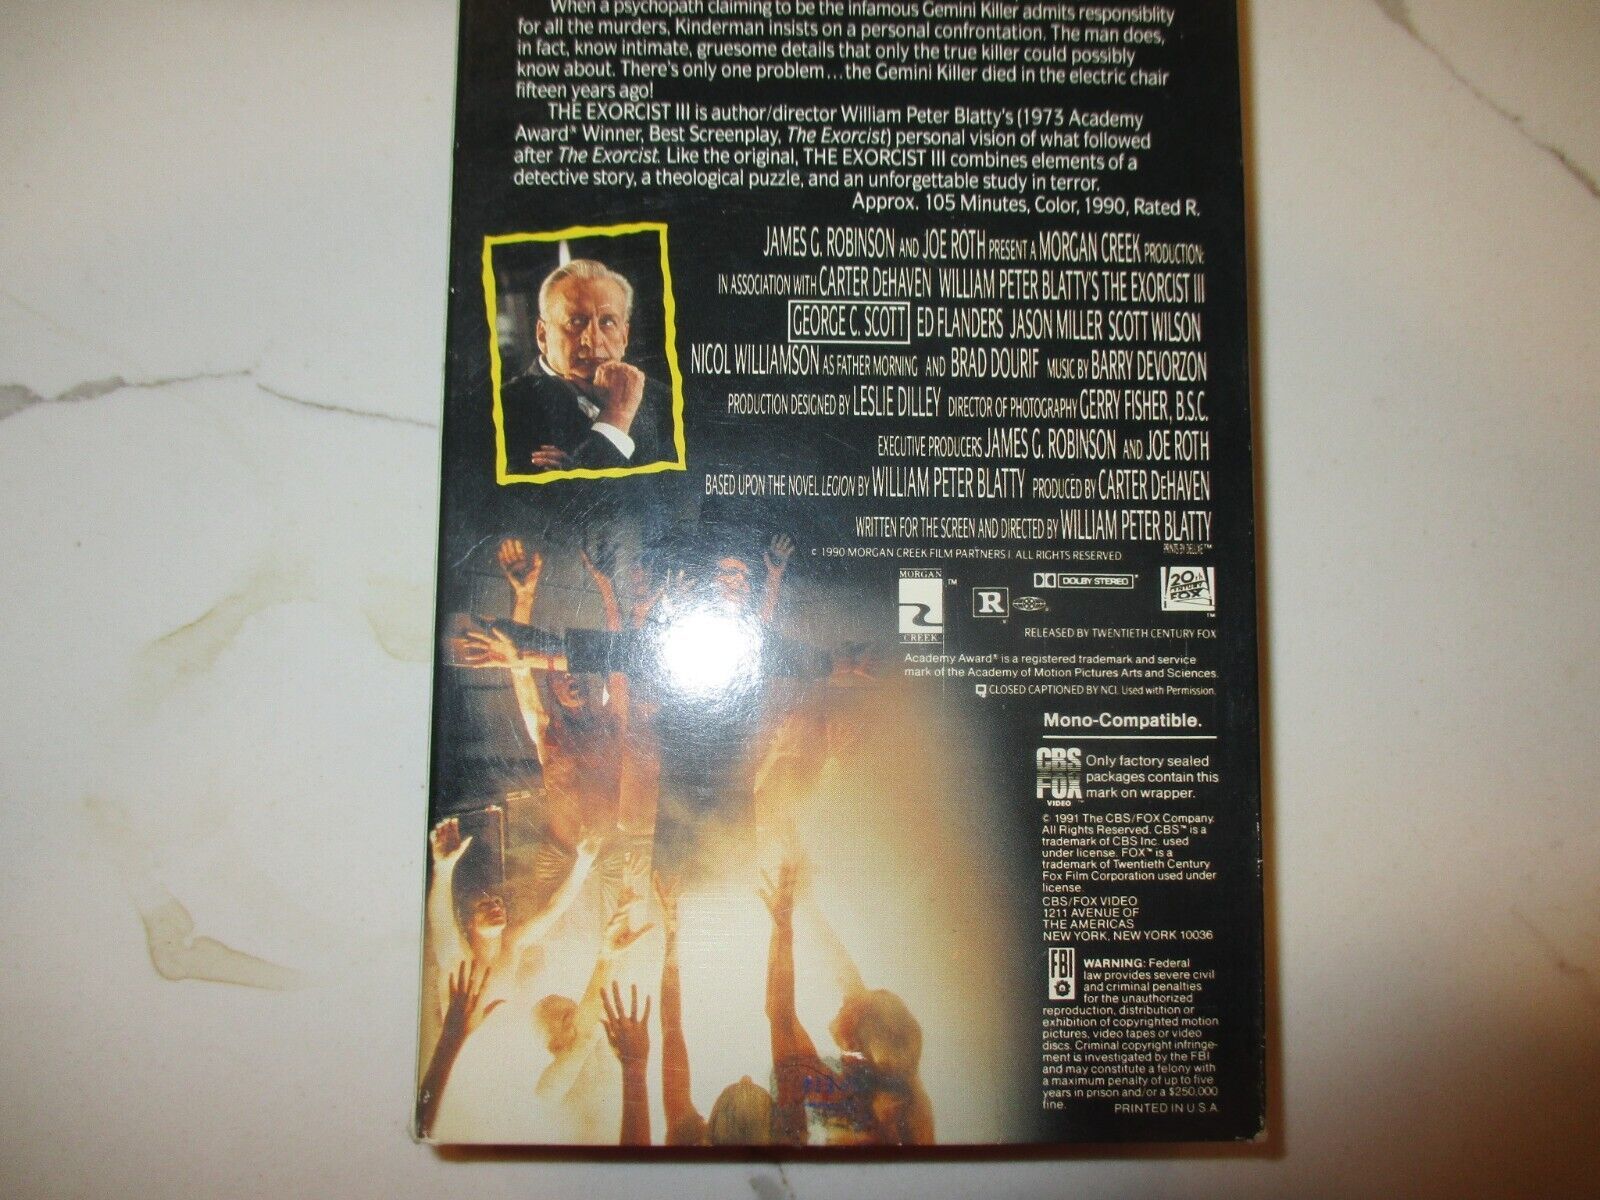 When a psychopath claiming to be the infamous Gemini Killer admits responsiblity
for all the murders, Kinderman insists on a personal confrontation. The man does,
in fact, know intimate, gruesome details that only the true killer could possibly
know about. There's only one problem...the Gemini Killer died in the electric chair
fifteen years ago!
THE EXORCIST III is author/director William Peter Blatty's (1973 Academy
Award® Winner, Best Screenplay, The Exorcist) personal vision of what followed
after The Exorcist. Like the original, THE EXORCIST III combines elements of a
detective story, a theological puzzle, and an unforgettable study in terror.
Approx. 105 Minutes, Color, 1990, Rated R.
JAMES G. ROBINSON AND JOE ROTH PRESENT A MORGAN CREEK PRODUCTION
IN ASSOCIATION WITH CARTER DeHAVEN WILLIAM PETER BLATTY'S THE EXORCIST III
GEORGE C. SCOTT ED FLANDERS JASON MILLER SCOTT WILSON
NICOL WILLIAMSON AS FATHER MORNING AND BRAD DOURIF MUSIC BY BARRY DEVORZON
PRODUCTION DESIGNED BY LESLIE DILLEY DIRECTOR OF PHOTOGRAPHY GERRY FISHER, B.S.C.
EXECUTIVE PRODUCERS JAMES G. ROBINSON AND JOE ROTH
BASED UPON THE NOVEL LEGION BY WILLIAM PETER BLATTY PRODUCED BY CARTER DeHAVEN
WRITTEN FOR THE SCREEN AND DIRECTED BY WILLIAM PETER BLATTY
© 1990 MORGAN CREEK FILM PARTNERS I. ALL RIGHTS RESERVED PRINTS BY DELUXE™
MORGAN
CREEK ™
R
DOLBY STEREO
20th
CENTURY
FOX
™
RELEASED BY TWENTIETH CENTURY FOX
Academy Award® is a registered trademark and service
mark of the Academy of Motion Pictures Arts and Sciences.
CLOSED CAPTIONED BY NCI. Used with Permission.
Mono-Compatible.
CBS
FOX
VIDEO ™
Only factory sealed
packages contain this
mark on wrapper.
© 1991 The CBS/FOX Company.
All Rights Reserved. CBS™ is a
trademark of CBS Inc. used
under license. FOX™ is a
trademark of Twentieth Century
Fox Film Corporation used under
license.
CBS/FOX VIDEO
1211 AVENUE OF
THE AMERICAS
NEW YORK, NEW YORK 10036
FBI
WARNING: Federal
law provides severe civil
and criminal penalties
for the unauthorized
reproduction, distribution or
exhibition of copyrighted motion
pictures, video tapes or video
discs. Criminal copyright infringe-
ment is investigated by the FBI
and may constitute a felony with
a maximum penalty of up to five
years in prison and/or a $250,000
fine.
PRINTED IN U.S.A.